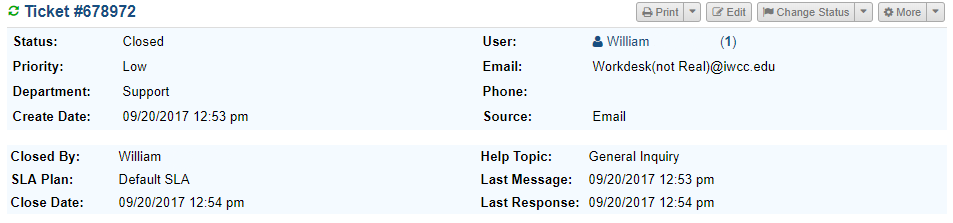 Ticket #678972 Print Edit Change Status More
Status: Closed User: William (1)
Priority: Low Email: Workdesk(not Real)@iwcc.edu
Department: Support Phone:
Create Date: 09/20/2017 12:53 pm Source: Email
Closed By: William Help Topic: General Inquiry
SLA Plan: Default SLA Last Message: 09/20/2017 12:53 pm
Close Date: 09/20/2017 12:54 pm Last Response: 09/20/2017 12:54 pm